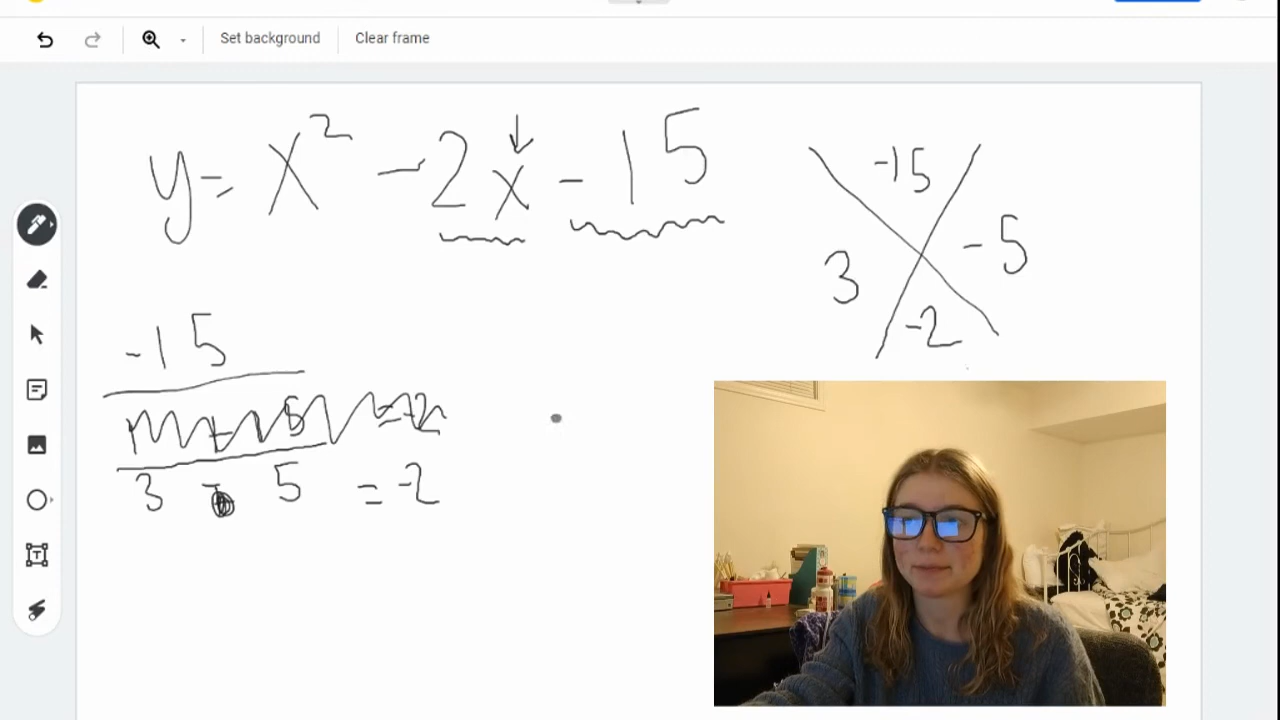 Set background Clear frame
y= x² - 2x - 15
-15
3 -5
-2
-15
3 - 5 = -2